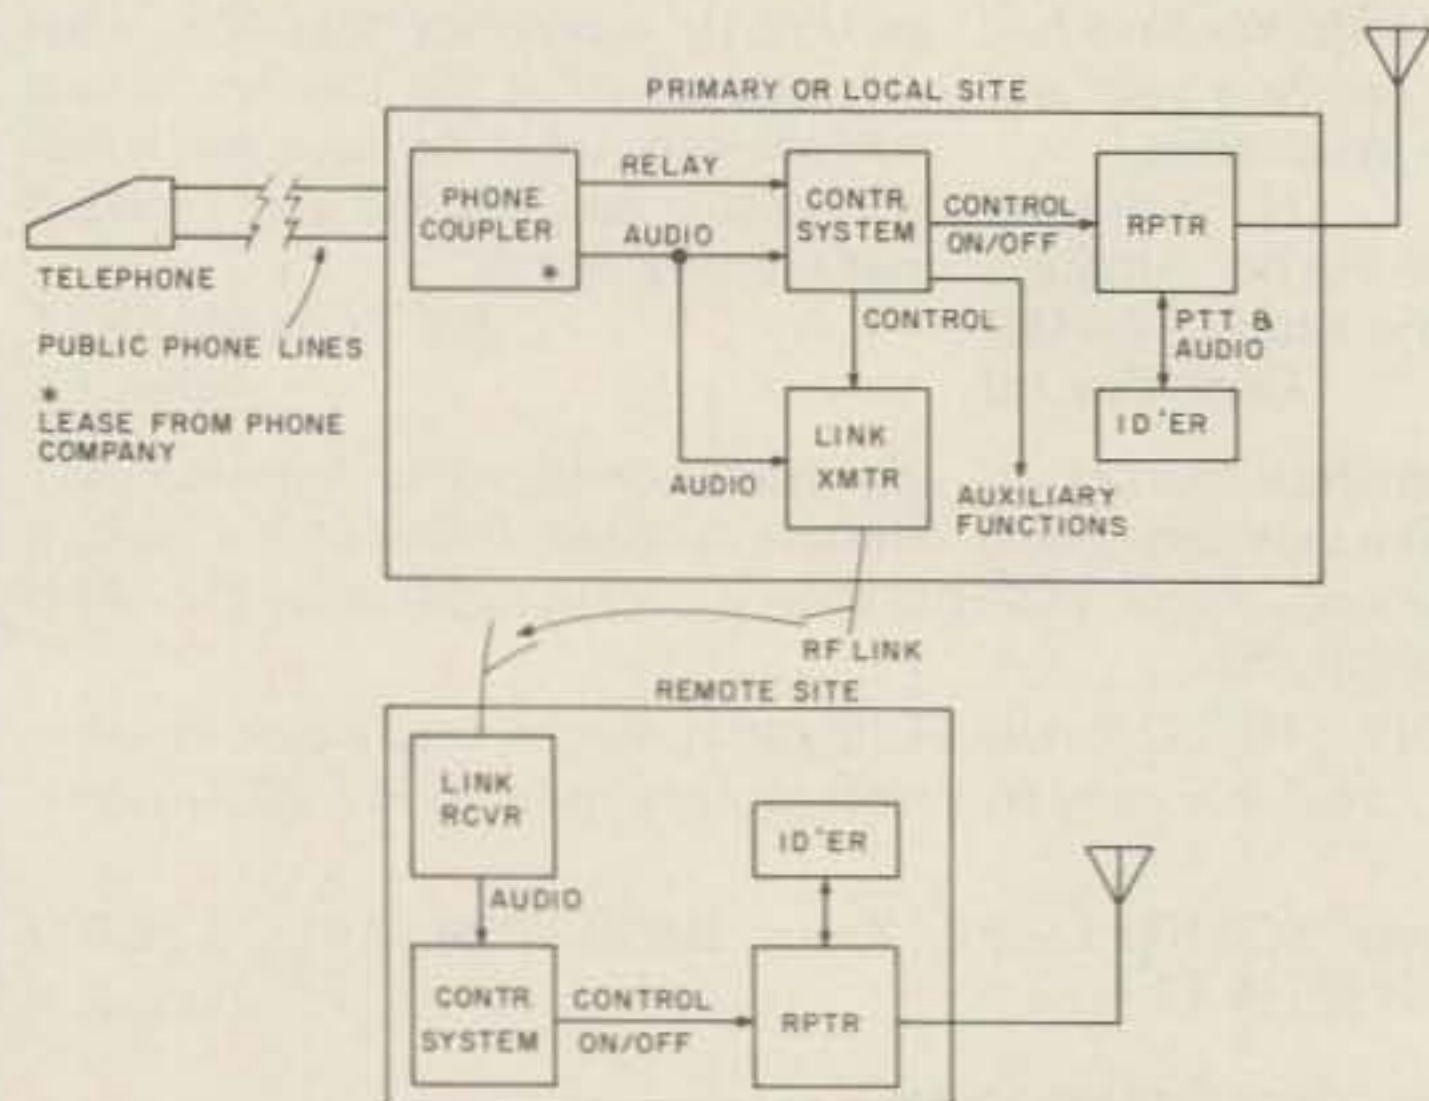 PRIMARY OR LOCAL SITE
PHONE
COUPLER
*
RELAY
AUDIO
CONTR.
SYSTEM
CONTROL
ON/OFF
RPTR
TELEPHONE
PUBLIC PHONE LINES
*
LEASE FROM PHONE
COMPANY
CONTROL
PTT &
AUDIO
ID'ER
LINK
XMTR
AUDIO
AUXILIARY
FUNCTIONS
RF LINK
REMOTE SITE
LINK
RCVR
AUDIO
ID'ER
CONTR.
SYSTEM
CONTROL
ON/OFF
RPTR